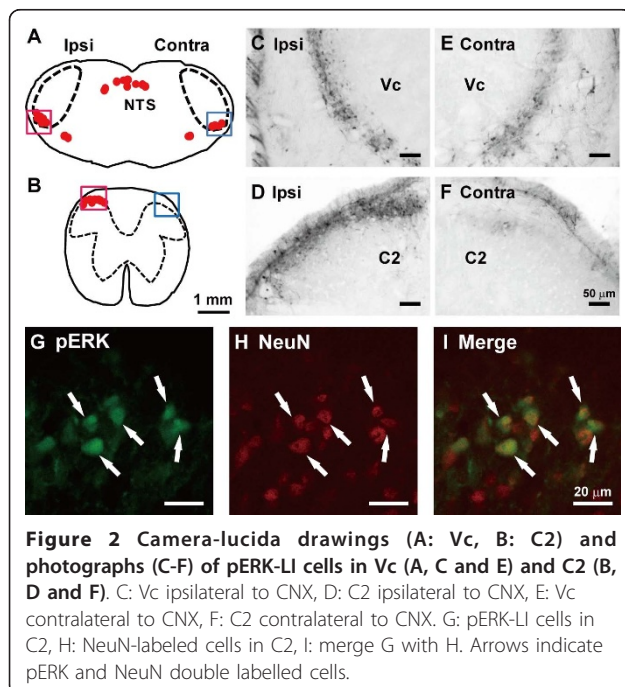 A Ipsi Contra
NTS
B
1 mm
C Ipsi
Vc
E Contra
Vc
D Ipsi
C2
F Contra
C2
50 μm
G pERK
H NeuN
I Merge
20 μm
Figure 2 Camera-lucida drawings (A: Vc, B: C2) and
photographs (C-F) of pERK-LI cells in Vc (A, C and E) and C2 (B,
D and F). C: Vc ipsilateral to CNX, D: C2 ipsilateral to CNX, E: Vc
contralateral to CNX, F: C2 contralateral to CNX. G: pERK-LI cells in
C2, H: NeuN-labeled cells in C2, I: merge G with H. Arrows indicate
pERK and NeuN double labelled cells.